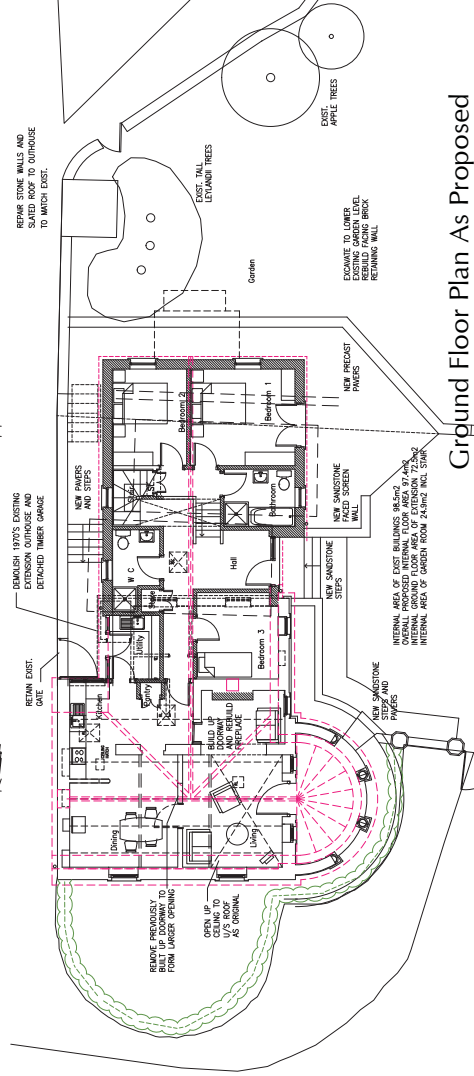 REPAIR STONE WALLS AND
SLATED ROOF TO OUTHOUSE
TO MATCH EXIST.
EXIST. TALL
LEYLANDII TREES
EXIST.
APPLE TREES
Garden
EXCAVATE TO LOWER
EXISTING GARDEN LEVEL
REBUILD FACING BRICK
RETAINING WALL
DEMOLISH 1970'S EXISTING
EXTENSION OUTHOUSE AND
DETACHED TIMBER GARAGE
NEW PAVERS
AND STEPS
RETAIN EXIST.
GATE
Bedroom 2
Bedroom 1
Stair
St
W C
Store
Bathroom
Hall
Utility
Pantry
Kitchen
Bedroom 3
BUILD UP
DOORWAY
AND REBUILD
FIREPLACE
Dining
Living
REMOVE PREVIOUSLY
BUILT UP DOORWAY TO
FORM LARGER OPENING
OPEN UP
CEILING TO
U/S ROOF
AS ORIGINAL
NEW PRECAST
PAVERS
NEW SANDSTONE
FACED SCREEN
WALL
NEW SANDSTONE
STEPS
NEW SANDSTONE
STEPS AND
PAVERS
INTERNAL AREA OF EXIST BUILDINGS 98.5m2
OVERALL PROPOSED INTERNAL FLOOR AREA 97.4m2
INTERNAL GROUND FLOOR AREA OF EXTENSION 72.5m2
INTERNAL AREA OF GARDEN ROOM 24.9m2 INCL STAIR
Ground Floor Plan As Proposed